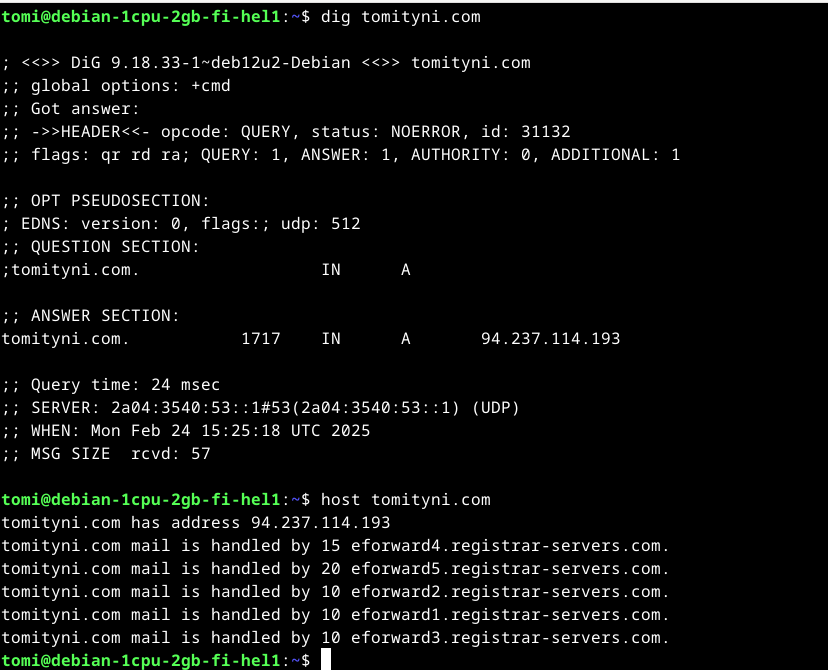 tomi@debian-1cpu-2gb-fi-hel1:~$ dig tomityni.com

; <<>> DiG 9.18.33-1~deb12u2-Debian <<>> tomityni.com
;; global options: +cmd
;; Got answer:
;; ->>HEADER<<- opcode: QUERY, status: NOERROR, id: 31132
;; flags: qr rd ra; QUERY: 1, ANSWER: 1, AUTHORITY: 0, ADDITIONAL: 1

;; OPT PSEUDOSECTION:
; EDNS: version: 0, flags:; udp: 512
;; QUESTION SECTION:
;tomityni.com.                  IN      A

;; ANSWER SECTION:
tomityni.com.           1717    IN      A       94.237.114.193

;; Query time: 24 msec
;; SERVER: 2a04:3540:53::1#53(2a04:3540:53::1) (UDP)
;; WHEN: Mon Feb 24 15:25:18 UTC 2025
;; MSG SIZE  rcvd: 57

tomi@debian-1cpu-2gb-fi-hel1:~$ host tomityni.com
tomityni.com has address 94.237.114.193
tomityni.com mail is handled by 15 eforward4.registrar-servers.com.
tomityni.com mail is handled by 20 eforward5.registrar-servers.com.
tomityni.com mail is handled by 10 eforward2.registrar-servers.com.
tomityni.com mail is handled by 10 eforward1.registrar-servers.com.
tomityni.com mail is handled by 10 eforward3.registrar-servers.com.
tomi@debian-1cpu-2gb-fi-hel1:~$